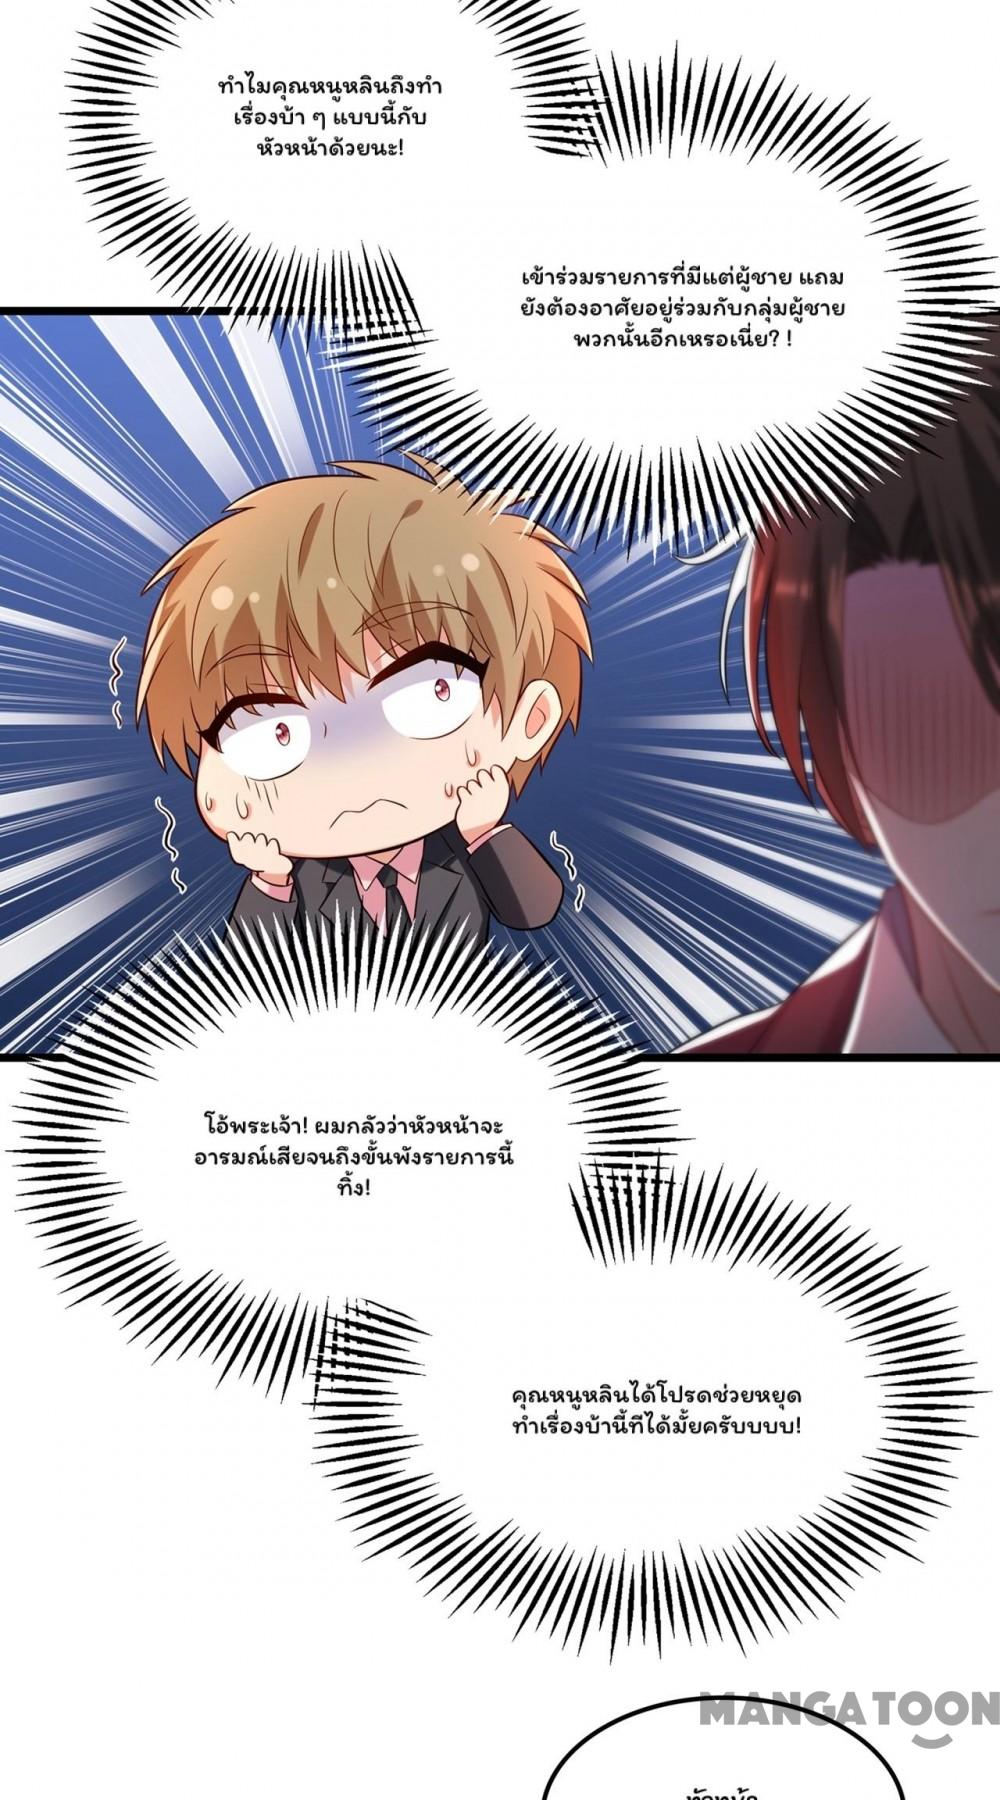 ทำไมคุณหนูหลินถึงทำ
เรื่องบ้า ๆ แบบนี้กับ
หัวหน้าด้วยนะ!
เข้าร่วมรายการที่มีแต่ผู้ชาย แถม
ยังต้องอาศัยอยู่ร่วมกับกลุ่มผู้ชาย
พวกนั้นอีกเหรอเนี่ย? !
โอ้พระเจ้า! ผมกลัวว่าหัวหน้าจะ
อารมณ์เสียจนถึงขั้นพังรายการนี้
ทิ้ง!
คุณหนูหลินได้โปรดช่วยหยุด
ทำเรื่องบ้านี้ทีได้มั้ยครับบบบ!
MANGATOON